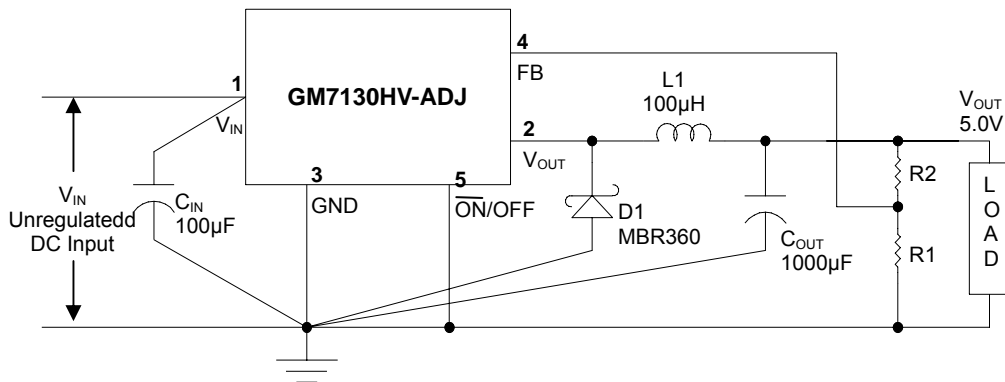 4
FB
L1
100µH
1
GM7130HV-ADJ
VOUT
5.0V
VIN
2
VOUT
3
GND
5
ON/OFF
R2
LOAD
VIN
Unregulatedd
DC Input
CIN
100µF
D1
MBR360
COUT
1000µF
R1